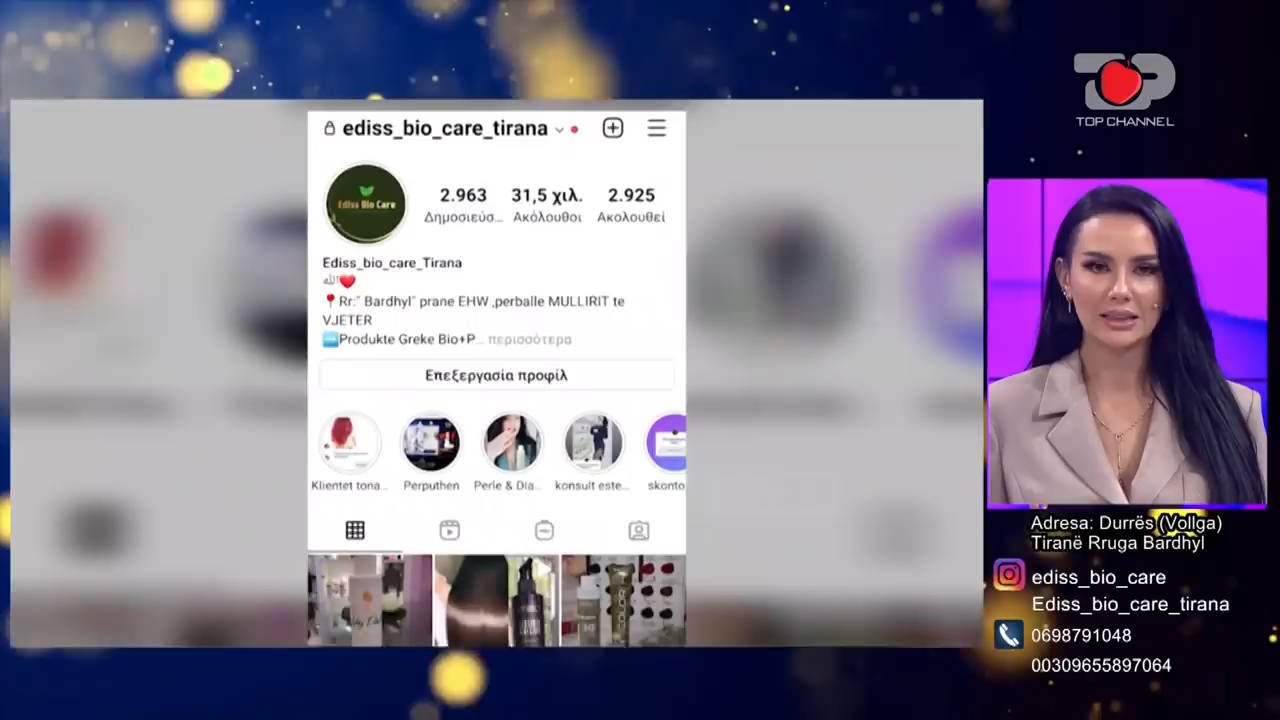 TOP CHANNEL
ediss_bio_care_tirana
Ediss Bio Care
2.963 31,5 χιλ. 2.925
Δημοσιεύσ... Ακόλουθοι Ακολουθεί
Ediss_bio_care_Tirana
📍Rr:" Bardhyl" prane EHW ,perballe MULLIRIT te
VJETER
➡️Produkte Greke Bio+P... περισσότερα
Επεξεργασία προφίλ
Klientet tona... Perputhen Perle & Dia... konsult este... skonto
Adresa: Durrës (Vollga)
Tiranë Rruga Bardhyl
ediss_bio_care
Ediss_bio_care_tirana
0698791048
00309655897064